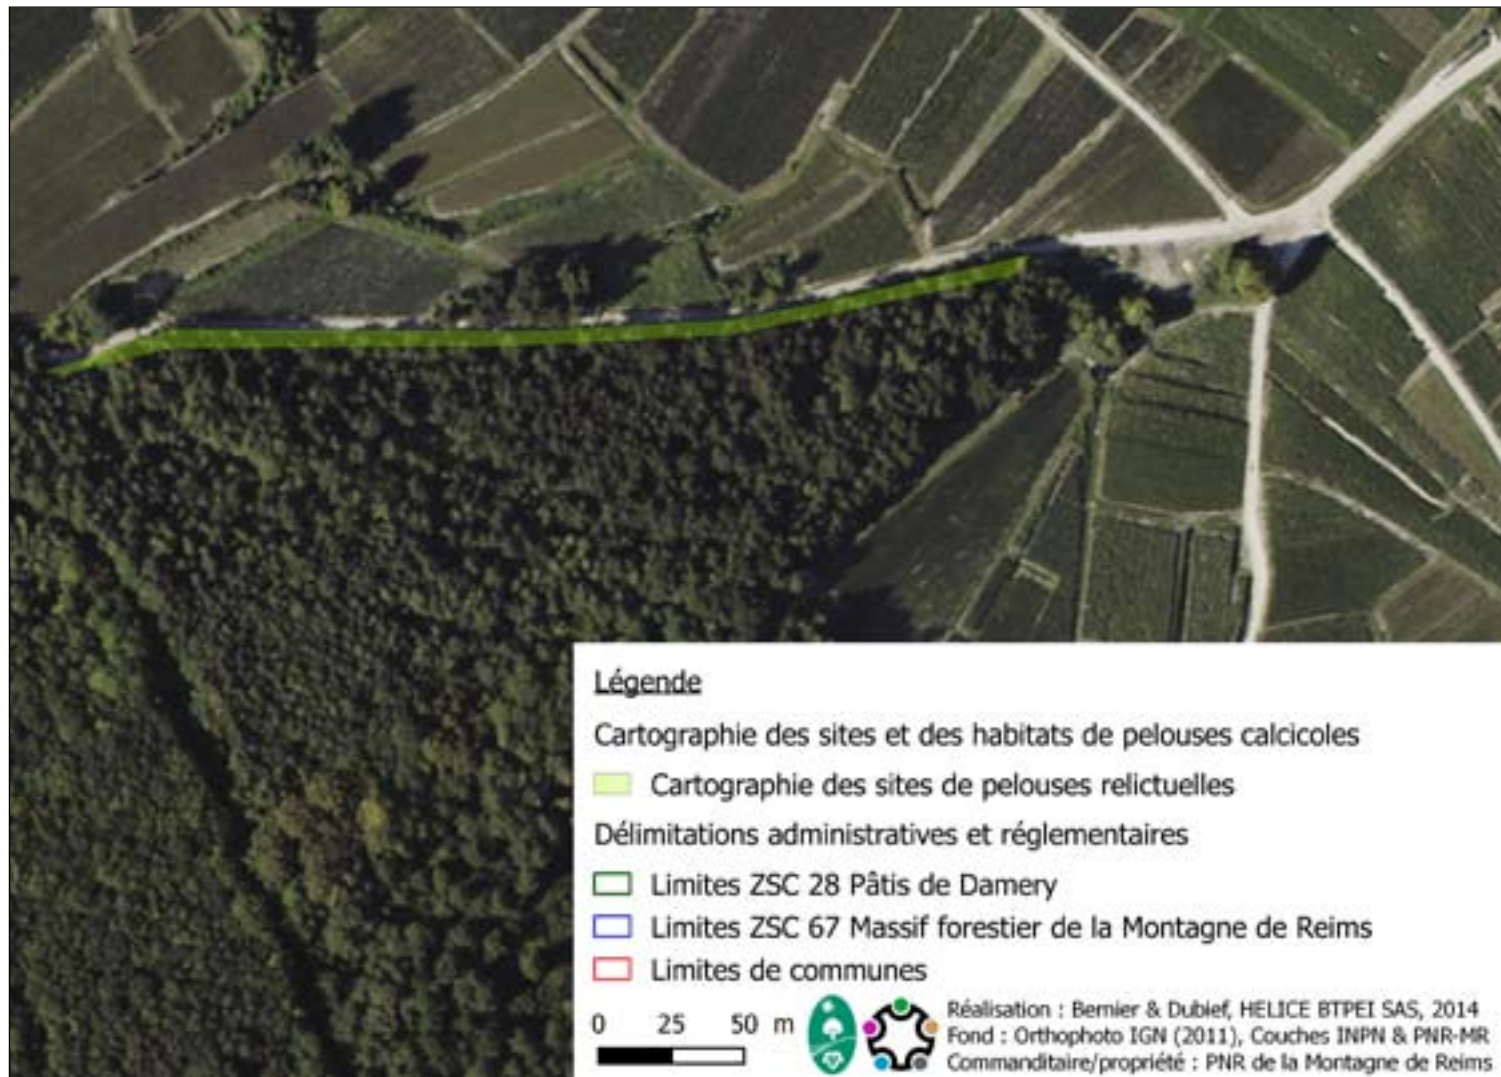 Légende
Cartographie des sites et des habitats de pelouses calcicoles
Cartographie des sites de pelouses relictuelles
Délimitations administratives et réglementaires
Limites ZSC 28 Pâtis de Damery
Limites ZSC 67 Massif forestier de la Montagne de Reims
Limites de communes
0 25 50 m
Réalisation : Bernier & Dubief, HELICE BTPEI SAS, 2014
Fond : Orthophoto IGN (2011), Couches INPN & PNR-MR
Commanditaire/propriété : PNR de la Montagne de Reims